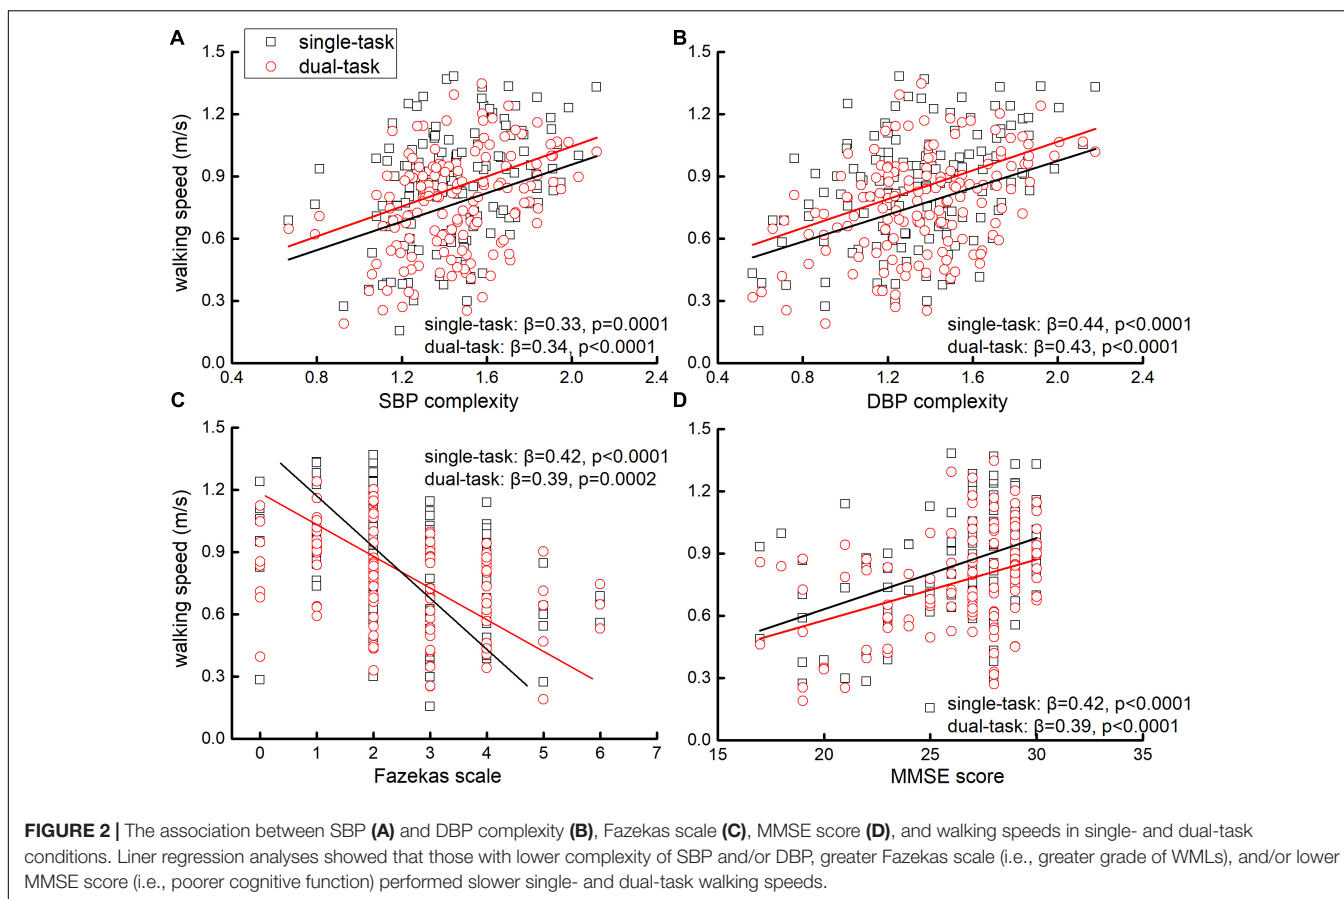 A
single-task
dual-task
1.5
1.2
0.9
0.6
0.3
0.0
walking speed (m/s)
single-task: β=0.33, p=0.0001
dual-task: β=0.34, p<0.0001
0.4 0.8 1.2 1.6 2.0 2.4
SBP complexity
B
1.5
1.2
0.9
0.6
0.3
0.0
single-task: β=0.44, p<0.0001
dual-task: β=0.43, p<0.0001
0.4 0.8 1.2 1.6 2.0 2.4
DBP complexity
C
1.5
1.2
0.9
0.6
0.3
0.0
walking speed (m/s)
single-task: β=0.42, p<0.0001
dual-task: β=0.39, p=0.0002
0 1 2 3 4 5 6 7
Fazekas scale
D
1.5
1.2
0.9
0.6
0.3
0.0
single-task: β=0.42, p<0.0001
dual-task: β=0.39, p<0.0001
15 20 25 30 35
MMSE score
FIGURE 2 | The association between SBP (A) and DBP complexity (B), Fazekas scale (C), MMSE score (D), and walking speeds in single- and dual-task
conditions. Liner regression analyses showed that those with lower complexity of SBP and/or DBP, greater Fazekas scale (i.e., greater grade of WMLs), and/or lower
MMSE score (i.e., poorer cognitive function) performed slower single- and dual-task walking speeds.